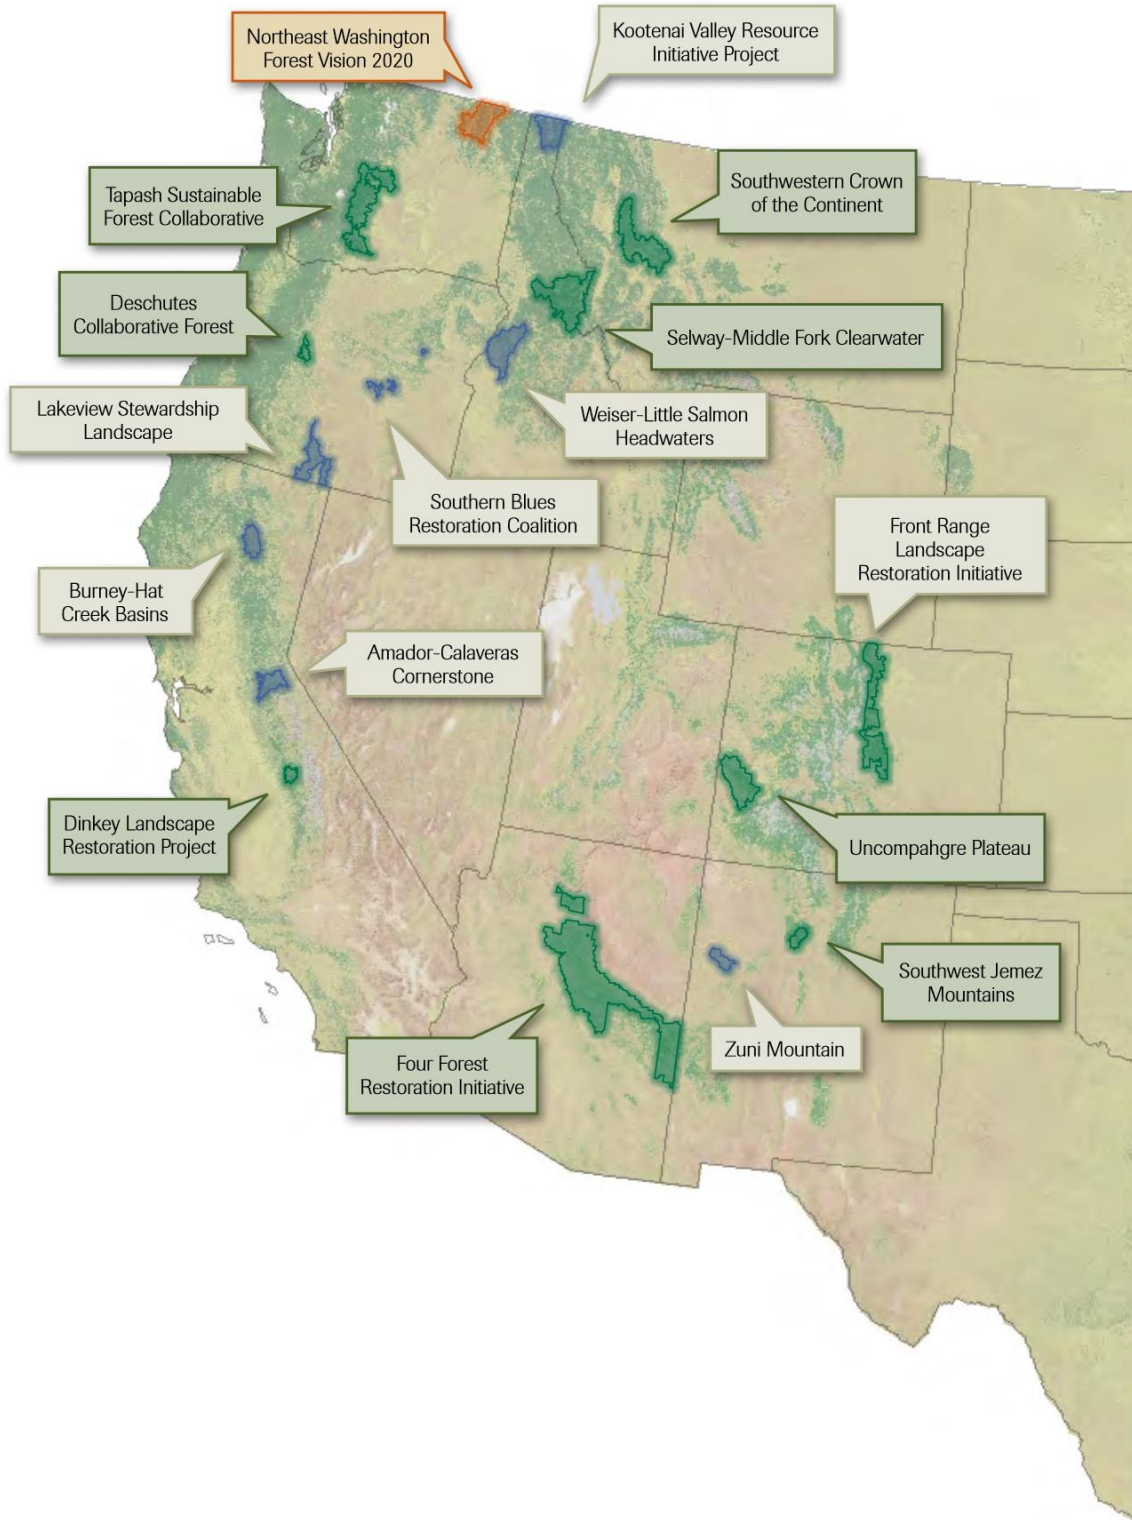 Northeast Washington
Forest Vision 2020
Kootenai Valley Resource
Initiative Project
Tapash Sustainable
Forest Collaborative
Southwestern Crown
of the Continent
Deschutes
Collaborative Forest
Selway-Middle Fork Clearwater
Lakeview Stewardship
Landscape
Weiser-Little Salmon
Headwaters
Southern Blues
Restoration Coalition
Front Range
Landscape
Restoration Initiative
Burney-Hat
Creek Basins
Amador-Calaveras
Cornerstone
Dinkey Landscape
Restoration Project
Uncompahgre Plateau
Southwest Jemez
Mountains
Zuni Mountain
Four Forest
Restoration Initiative